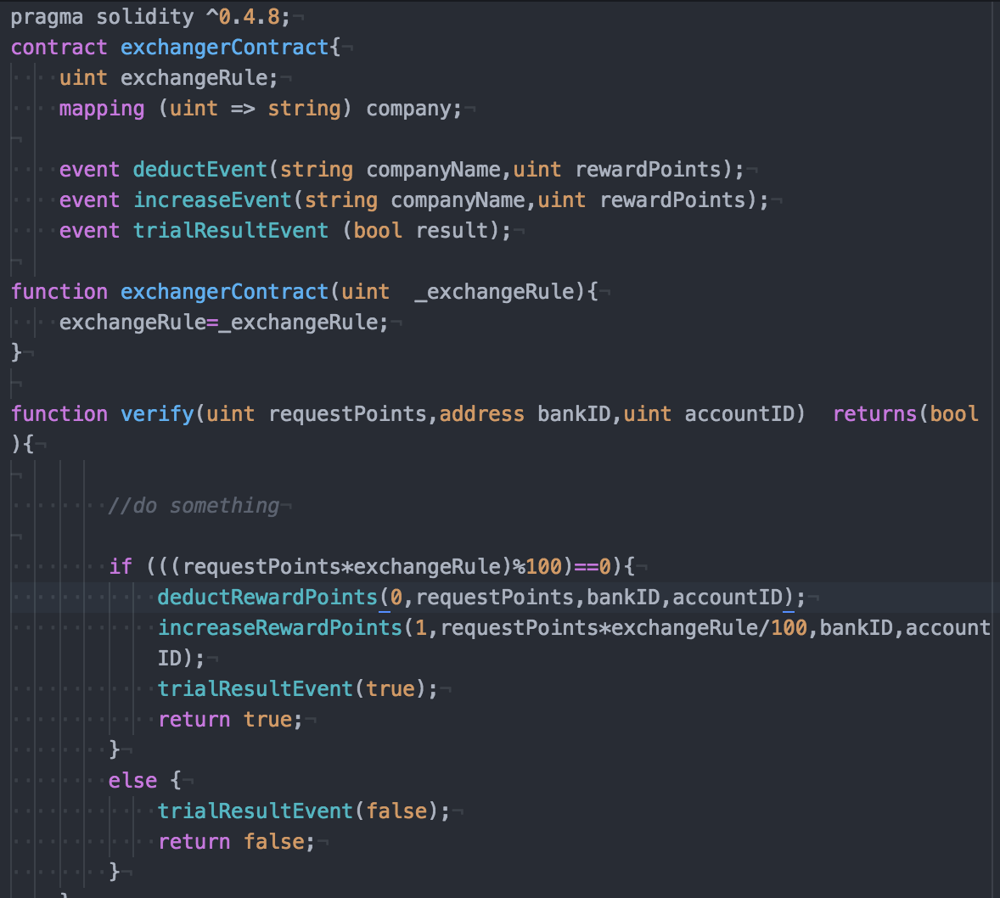 pragma solidity ^0.4.8;
contract exchangerContract{
uint exchangeRule;
mapping (uint => string) company;
event deductEvent(string companyName,uint rewardPoints);
event increaseEvent(string companyName,uint rewardPoints);
event trialResultEvent (bool result);
function exchangerContract(uint  _exchangeRule){
exchangeRule=_exchangeRule;
}
function verify(uint requestPoints,address bankID,uint accountID)  returns(bool
){
//do something
if (((requestPoints*exchangeRule)%100)==0){
deductRewardPoints(0,requestPoints,bankID,accountID);
increaseRewardPoints(1,requestPoints*exchangeRule/100,bankID,account
ID);
trialResultEvent(true);
return true;
}
else {
trialResultEvent(false);
return false;
}
}